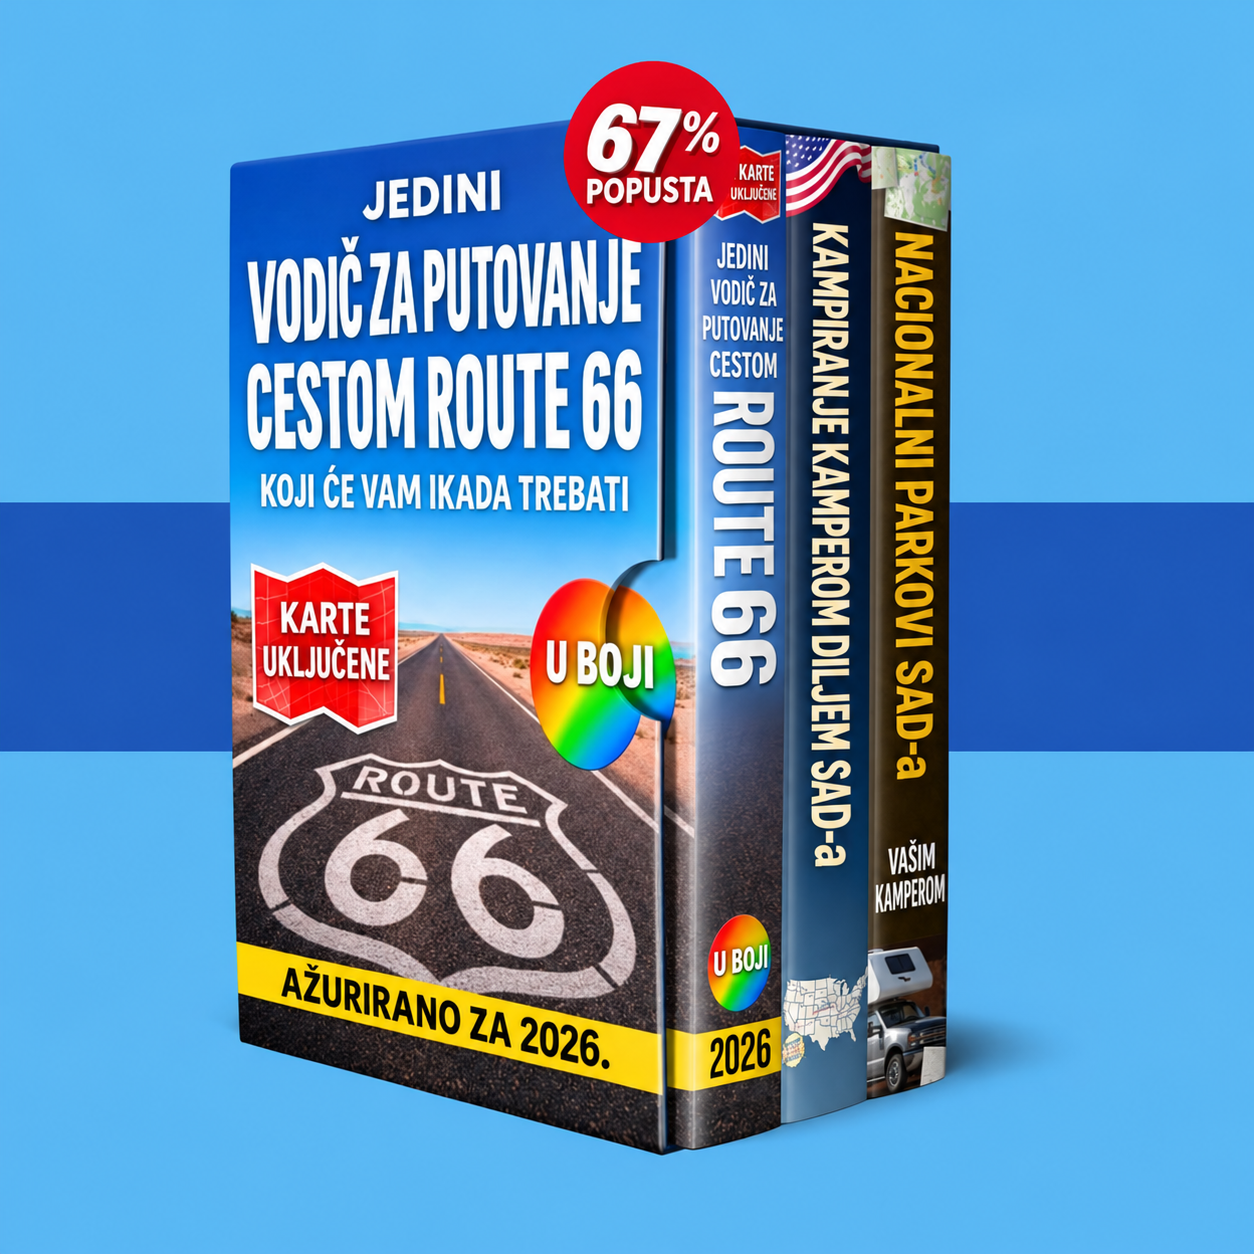 67%
POPUSTA
JEDINI
VODIČ ZA PUTOVANJE
CESTOM ROUTE 66
KOJI ĆE VAM IKADA TREBATI
KARTE
UKLJUČENE
U BOJI
ROUTE
66
AŽURIRANO ZA 2026.
KARTE
UKLJUČENE
JEDINI
VODIČ ZA
PUTOVANJE
CESTOM
ROUTE 66
U BOJI
2026
KAMPIRANJE KAMPEROM DILJEM SAD-a
NACIONALNI PARKOVI SAD-a
VAŠIM
KAMPEROM